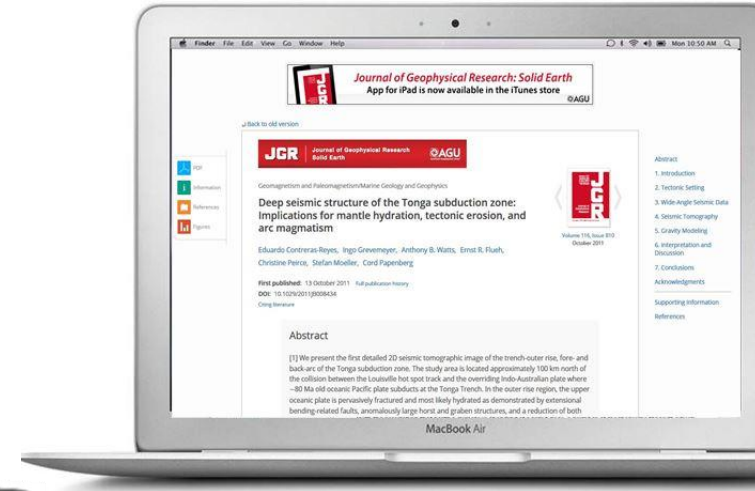 Finder File Edit View Go Window Help Mon 10:50 AM
JGR
Journal of Geophysical Research: Solid Earth
App for iPad is now available in the iTunes store
AGU
Back to old version
JGR Journal of Geophysical Research
Solid Earth
AGU
PDF
Information
References
Figures
Geomagnetism and Paleomagnetism/Marine Geology and Geophysics
Deep seismic structure of the Tonga subduction zone:
Implications for mantle hydration, tectonic erosion, and
arc magmatism
Eduardo Contreras-Reyes, Ingo Grevemeyer, Anthony B. Watts, Ernst R. Flueh,
Christine Peirce, Stefan Moeller, Cord Papenberg
First published: 13 October 2011 Full publication history
DOI: 10.1029/2011JB008434
Citing literature
JGR
Volume 116, Issue B10
October 2011
Abstract
1. Introduction
2. Tectonic Setting
3. Wide-Angle Seismic Data
4. Seismic Tomography
5. Gravity Modeling
6. Interpretation and
Discussion
7. Conclusions
Acknowledgments
Supporting Information
References
Abstract
[1] We present the first detailed 2D seismic tomographic image of the trench-outer rise, fore- and
back-arc of the Tonga subduction zone. The study area is located approximately 100 km north of
the collision between the Louisville hot spot track and the overriding Indo-Australian plate where
~80 Ma old oceanic Pacific plate subducts at the Tonga Trench. In the outer rise region, the upper
oceanic plate is pervasively fractured and most likely hydrated as demonstrated by extensional
bending-related faults, anomalously large horst and graben structures, and a reduction of both
MacBook Air